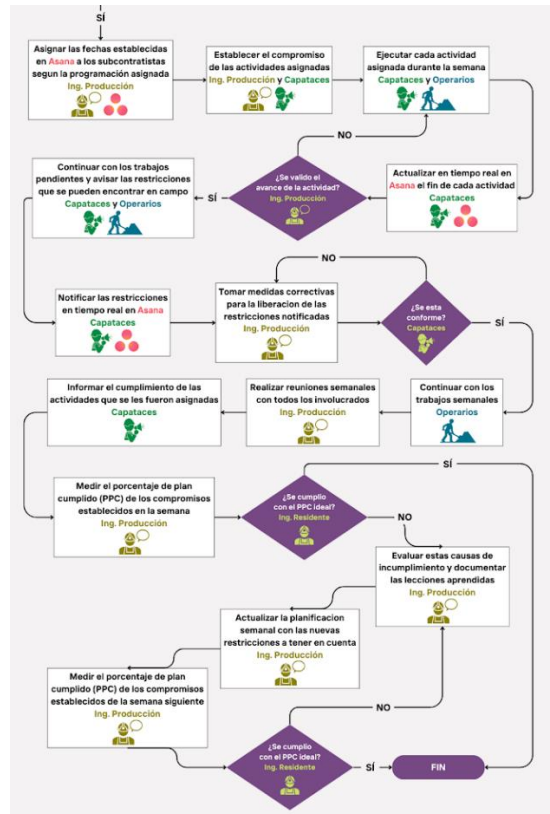 SÍ
Asignar las fechas establecidas
en Asana a los subcontratistas
segun la programación asignada
Ing. Producción
Establecer el compromiso
de las actividades asignadas
Ing. Producción y Capataces
Ejecutar cada actividad
asignada durante la semana
Capataces y Operarios
NO
Continuar con los trabajos
pendientes y avisar las restricciones
que se pueden encontrar en campo
Capataces y Operarios
SÍ
¿Se valido el
avance de la actividad?
Ing. Producción
Actualizar en tiempo real en
Asana el fin de cada actividad
Capataces
NO
Notificar las restricciones
en tiempo real en Asana
Capataces
Tomar medidas correctivas
para la liberacion de las
restricciones notificadas
Ing. Producción
¿Se esta
conforme?
Capataces
SÍ
Informar el cumplimiento de las
actividades que se les fueron asignadas
Capataces
Realizar reuniones semanales
con todos los involucrados
Ing. Producción
Continuar con los
trabajos semanales
Operarios
SÍ
Medir el porcentaje de plan
cumplido (PPC) de los compromisos
establecidos en la semana
Ing. Producción
¿Se cumplio
con el PPC ideal?
Ing. Residente
NO
Evaluar estas causas de
incumplimiento y documentar
las lecciones aprendidas
Ing. Producción
Actualizar la planificacion
semanal con las nuevas
restricciones a tener en cuenta
Ing. Producción
Medir el porcentaje de plan
cumplido (PPC) de los compromisos
establecidos de la semana siguiente
Ing. Producción
NO
¿Se cumplio
con el PPC ideal?
Ing. Residente
SÍ
FIN